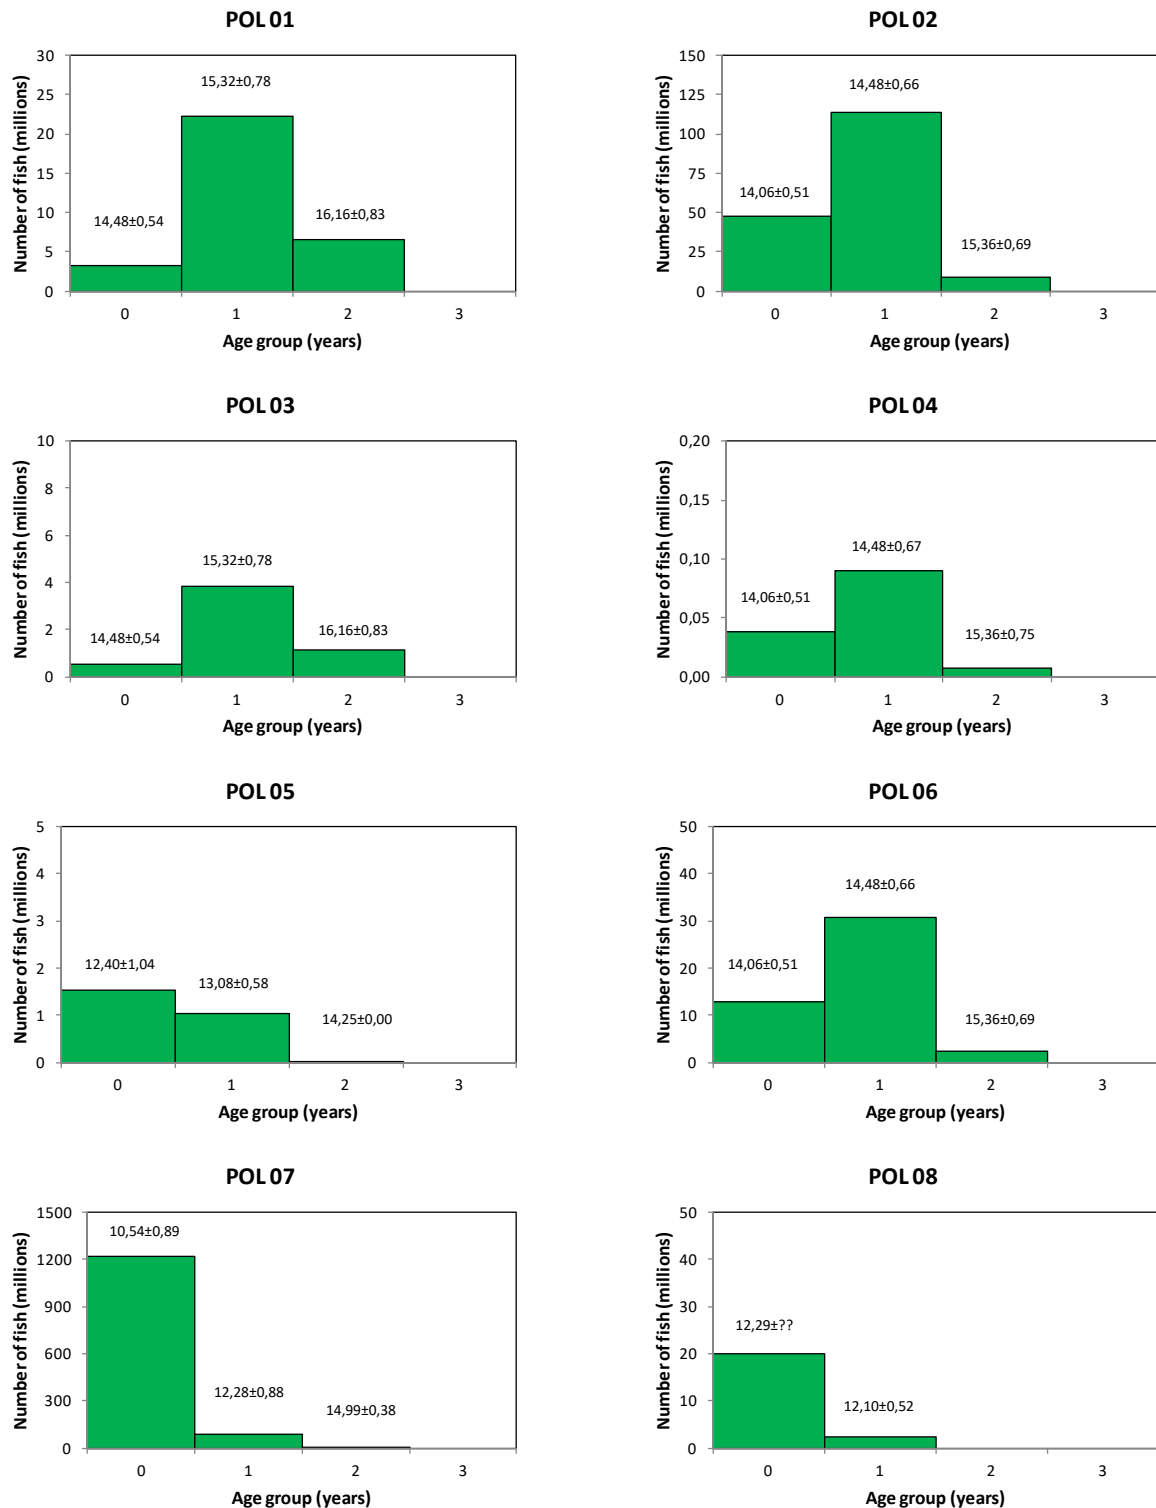 POL 01
Number of fish (millions)
30
25
20
15
10
5
0
14,48±0,54
15,32±0,78
16,16±0,83
0 1 2 3
Age group (years)
POL 02
Number of fish (millions)
150
125
100
75
50
25
0
14,06±0,51
14,48±0,66
15,36±0,69
0 1 2 3
Age group (years)
POL 03
Number of fish (millions)
10
8
6
4
2
0
14,48±0,54
15,32±0,78
16,16±0,83
0 1 2 3
Age group (years)
POL 04
Number of fish (millions)
0,20
0,15
0,10
0,05
0,00
14,06±0,51
14,48±0,67
15,36±0,75
0 1 2 3
Age group (years)
POL 05
Number of fish (millions)
5
4
3
2
1
0
12,40±1,04
13,08±0,58
14,25±0,00
0 1 2 3
Age group (years)
POL 06
Number of fish (millions)
50
40
30
20
10
0
14,06±0,51
14,48±0,66
15,36±0,69
0 1 2 3
Age group (years)
POL 07
Number of fish (millions)
1500
1200
900
600
300
0
10,54±0,89
12,28±0,88
14,99±0,38
0 1 2 3
Age group (years)
POL 08
Number of fish (millions)
50
40
30
20
10
0
12,29±??
12,10±0,52
0 1 2 3
Age group (years)